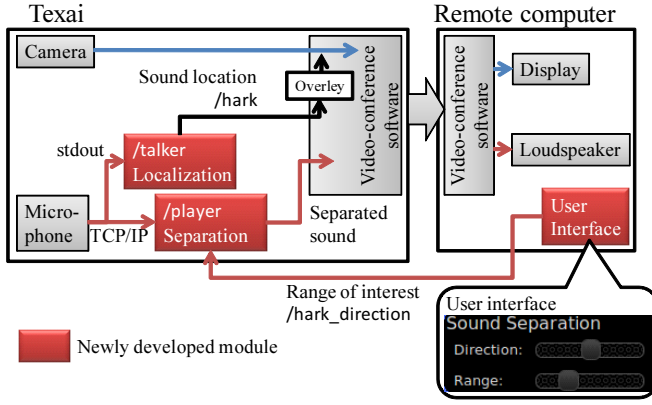 Texai
Remote computer
Camera
Sound location
/hark
Overley
Video-conference
software
Video-conference
software
Display
stdout
/talker
Localization
Loudspeaker
Micro-
phone
TCP/IP
/player
Separation
Separated
sound
User
Interface
Range of interest
/hark_direction
User interface
Sound Separation
Direction:
Range:
Newly developed module